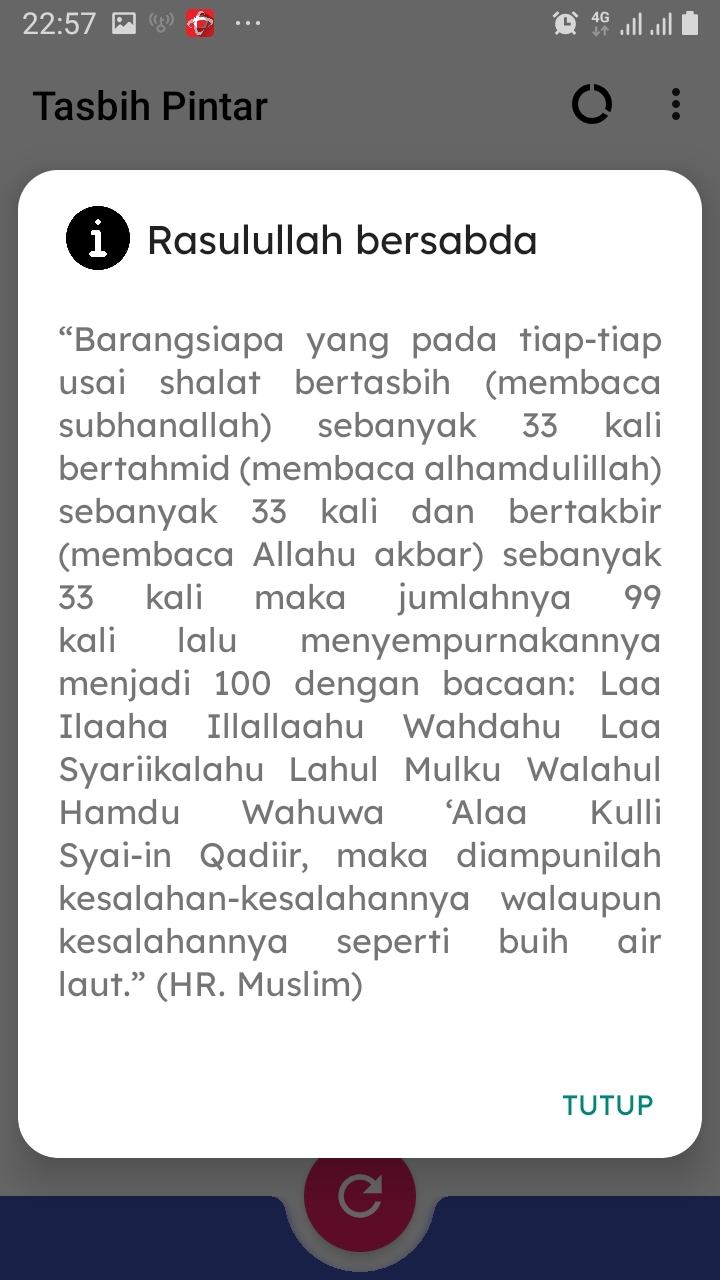 22:57
4G
Tasbih Pintar
Rasulullah bersabda
“Barangsiapa yang pada tiap-tiap
usai shalat bertasbih (membaca
subhanallah) sebanyak 33 kali
bertahmid (membaca alhamdulillah)
sebanyak 33 kali dan bertakbir
(membaca Allahu akbar) sebanyak
33 kali maka jumlahnya 99
kali lalu menyempurnakannya
menjadi 100 dengan bacaan: Laa
Ilaaha Illallaahu Wahdahu Laa
Syariikalahu Lahul Mulku Walahul
Hamdu Wahuwa ‘Alaa Kulli
Syai-in Qadiir, maka diampunilah
kesalahan-kesalahannya walaupun
kesalahannya seperti buih air
laut.” (HR. Muslim)
TUTUP